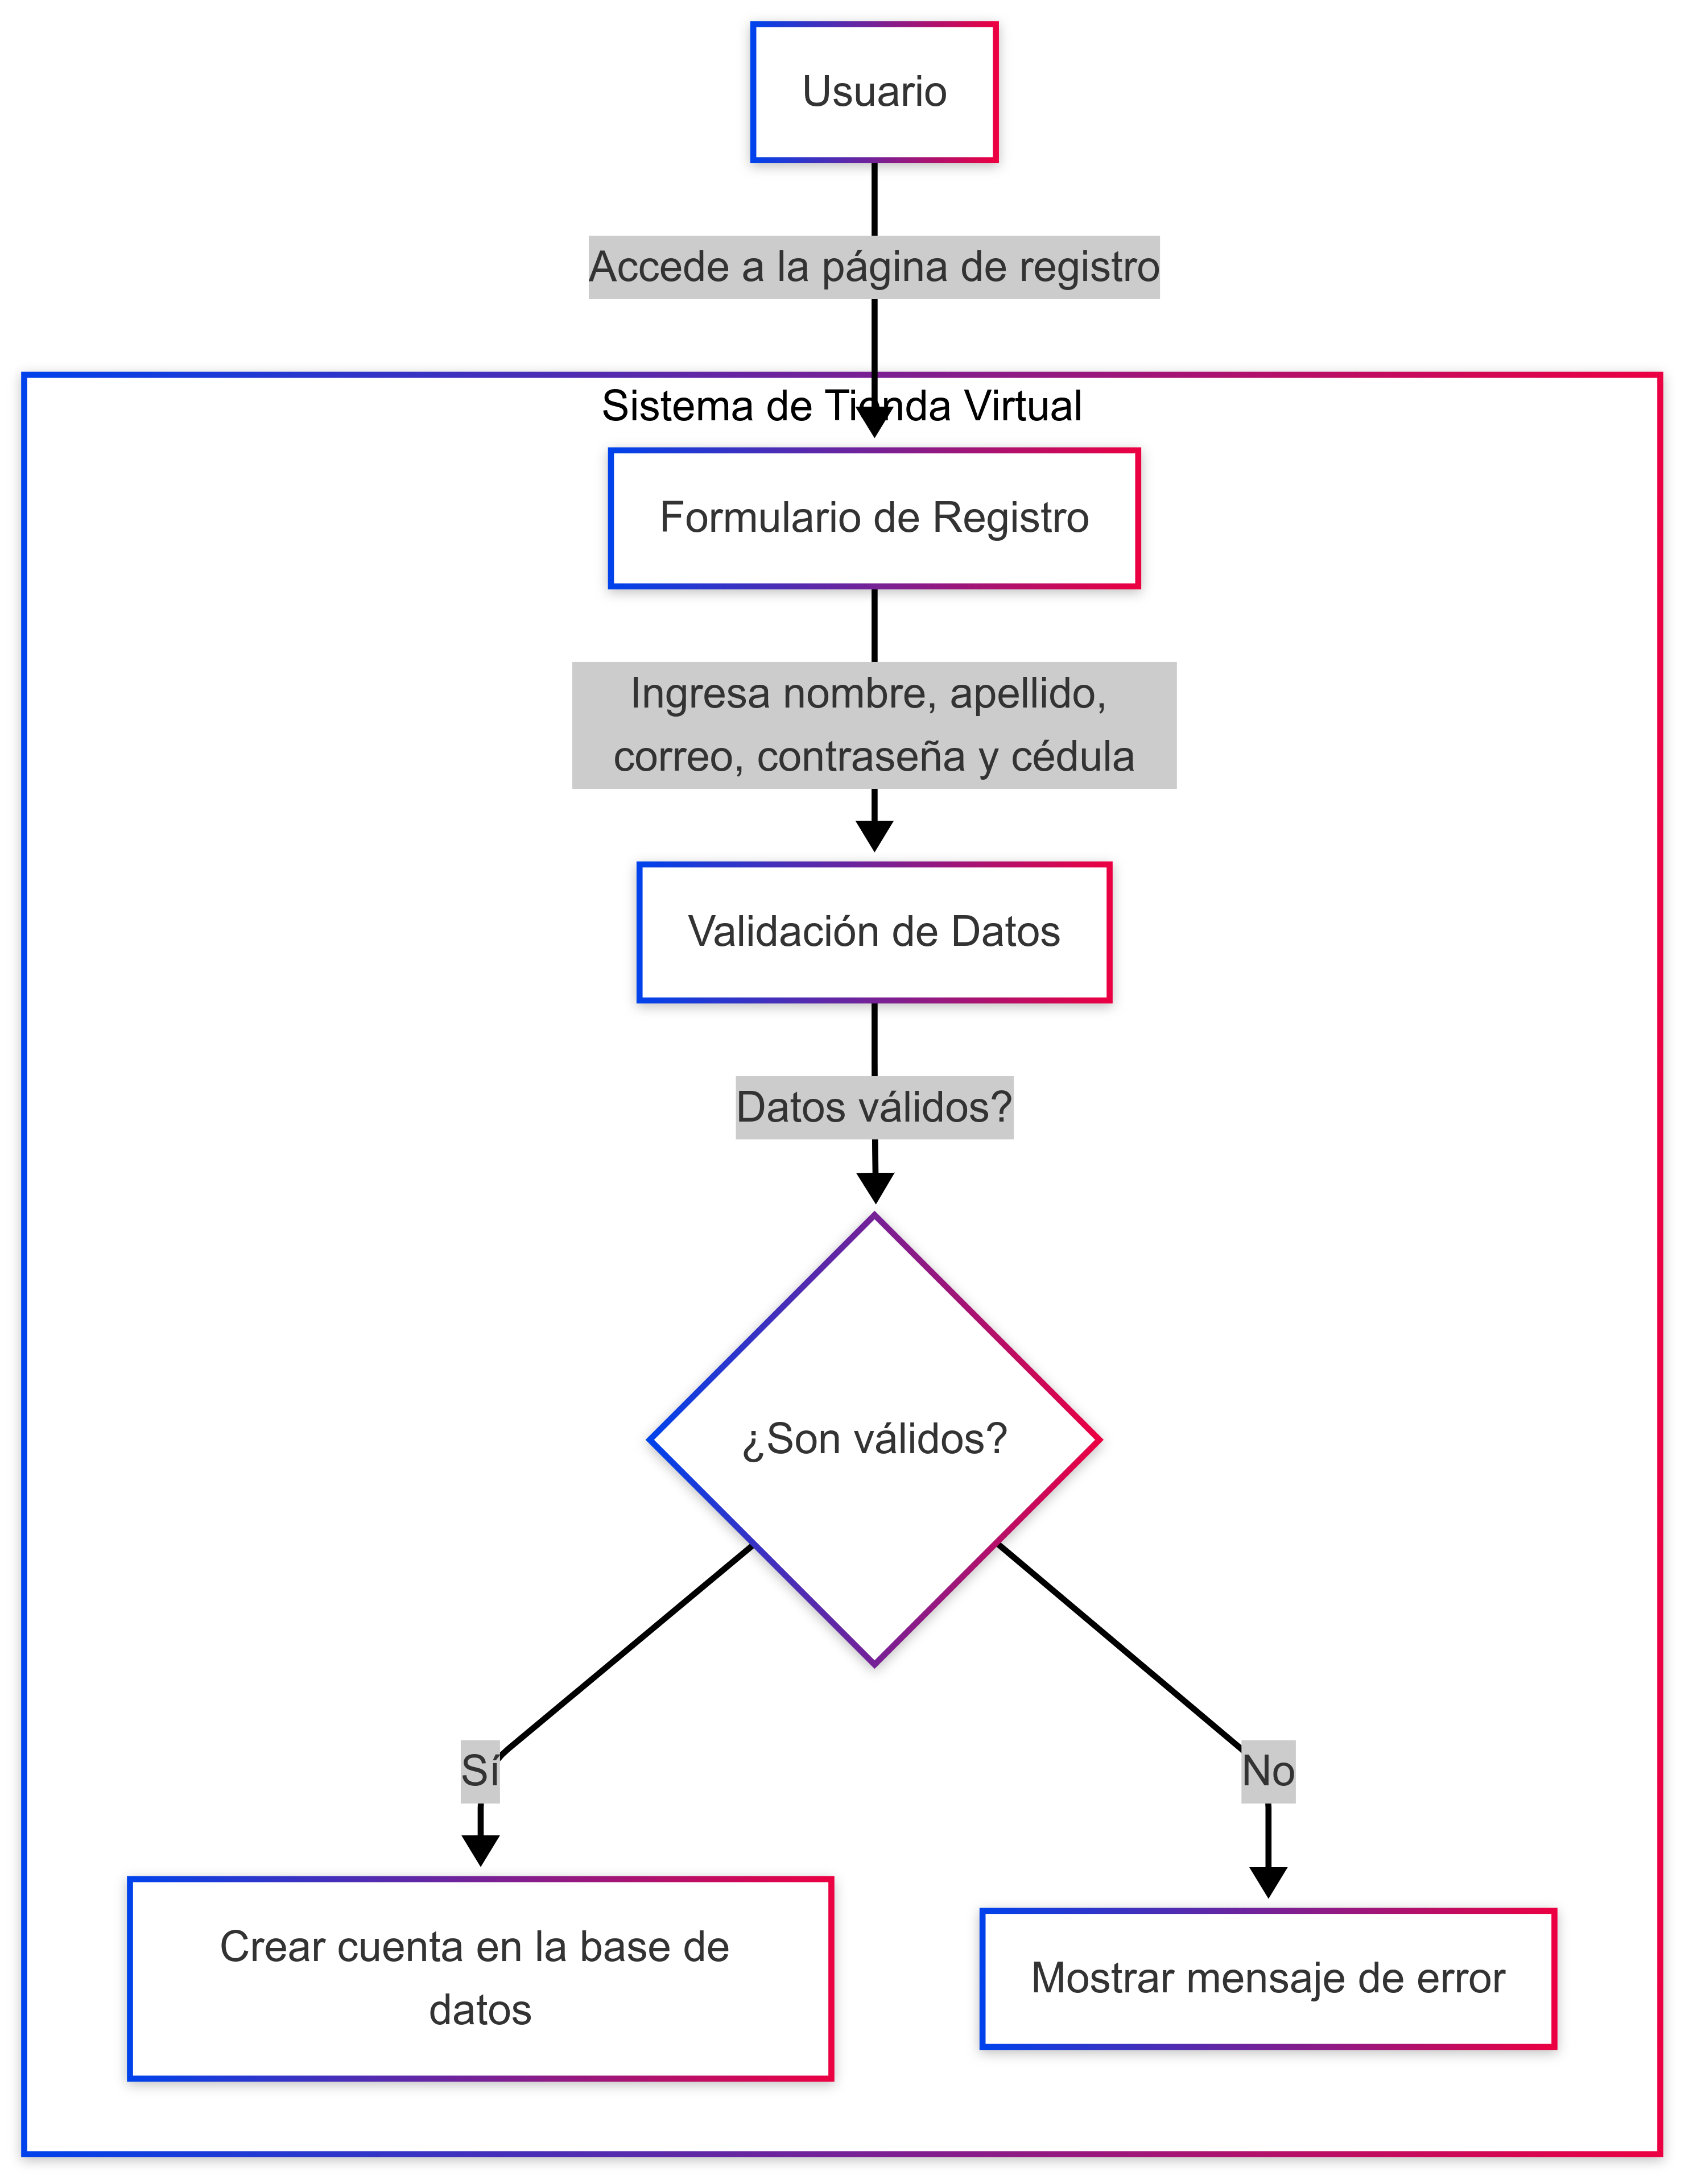 Usuario
Accede a la página de registro
Sistema de Tienda Virtual
Formulario de Registro
Ingresa nombre, apellido,
correo, contraseña y cédula
Validación de Datos
Datos válidos?
¿Son válidos?
Sí
No
Crear cuenta en la base de
datos
Mostrar mensaje de error